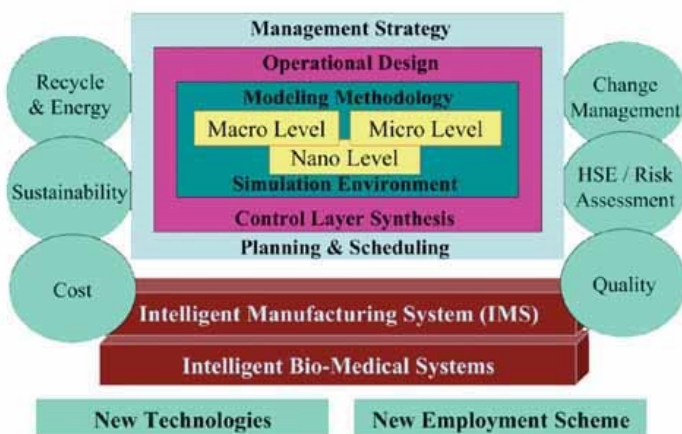 Management Strategy
Operational Design
Modeling Methodology
Macro Level
Micro Level
Nano Level
Simulation Environment
Control Layer Synthesis
Planning & Scheduling
Recycle
& Energy
Sustainability
Cost
Change
Management
HSE / Risk
Assessment
Quality
Intelligent Manufacturing System (IMS)
Intelligent Bio-Medical Systems
New Technologies
New Employment Scheme